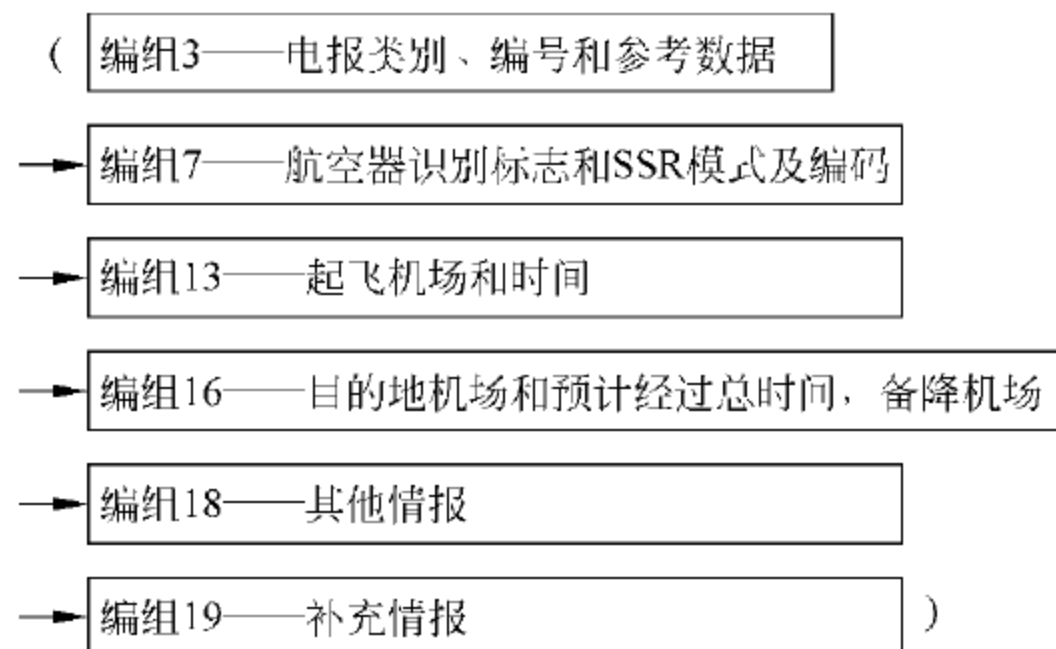 （ 编组3——电报类别、编号和参考数据
编组7——航空器识别标志和SSR模式及编码
编组13——起飞机场和时间
编组16——目的地机场和预计经过总时间，备降机场
编组18——其他情报
编组19——补充情报 ）